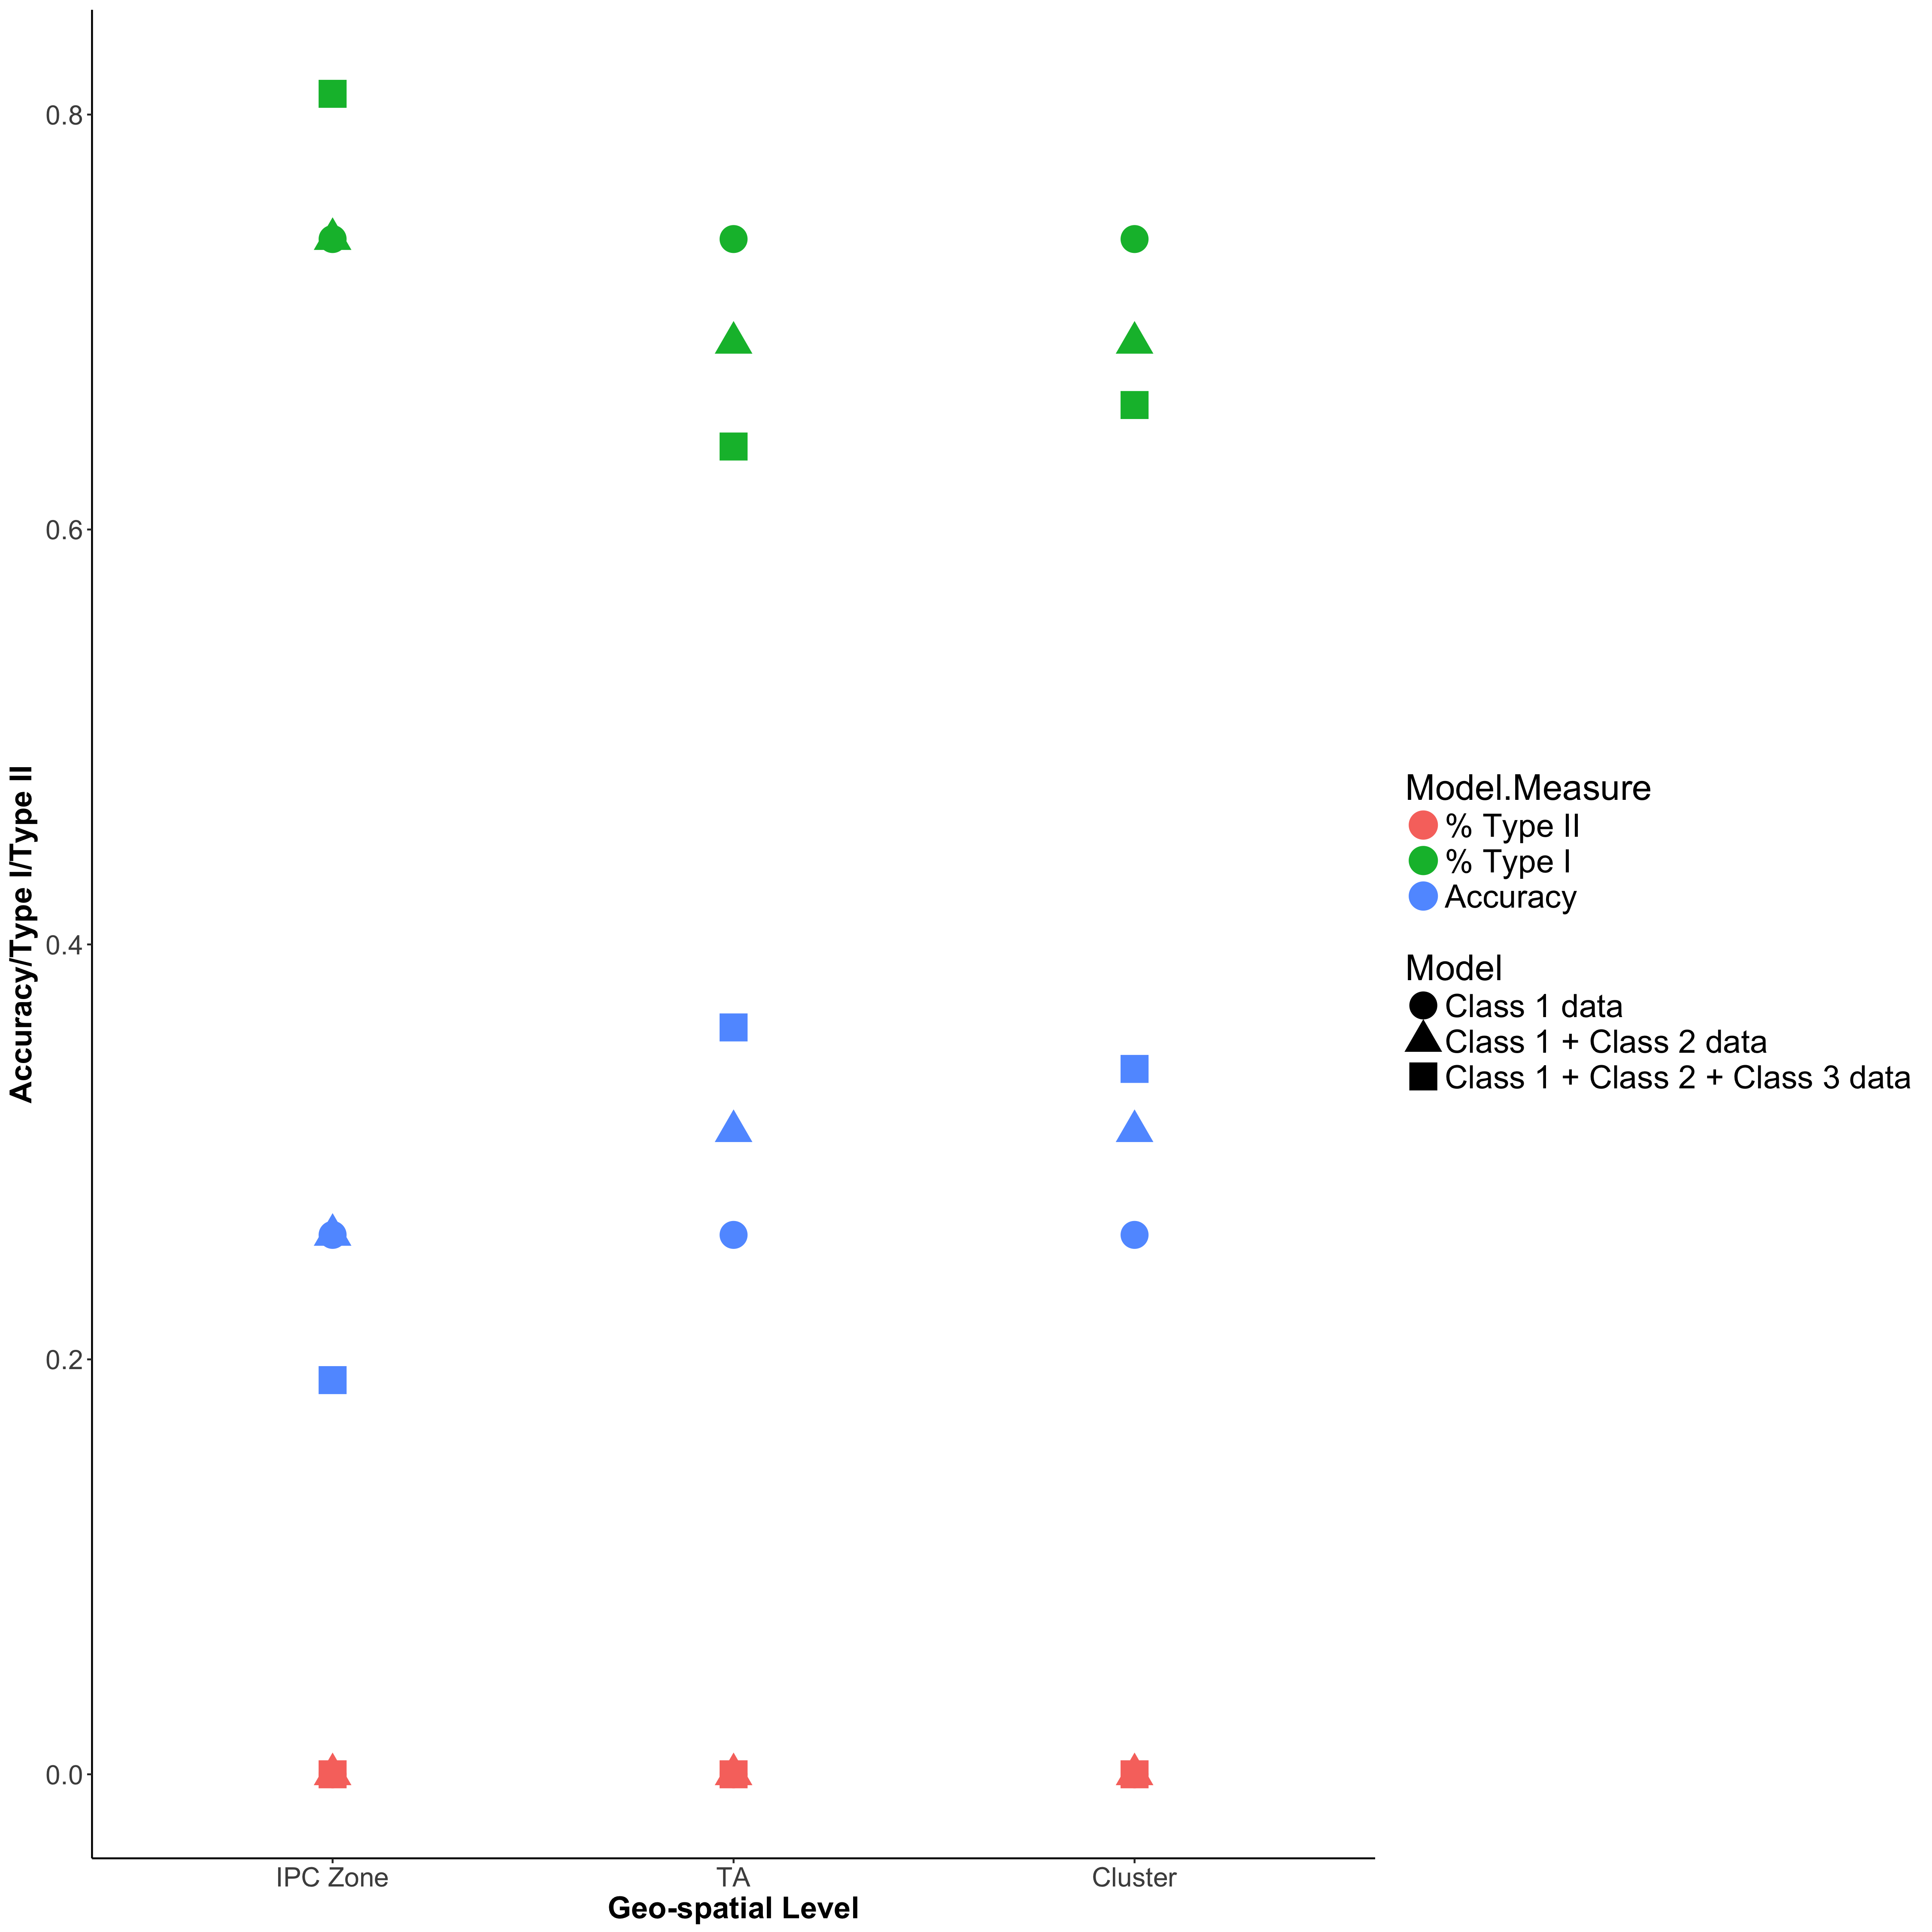 Accuracy/Type I/Type II
0.8
0.6
0.4
0.2
0.0
IPC Zone
TA
Cluster
Geo-spatial Level
Model.Measure
% Type II
% Type I
Accuracy
Model
Class 1 data
Class 1 + Class 2 data
Class 1 + Class 2 + Class 3 data